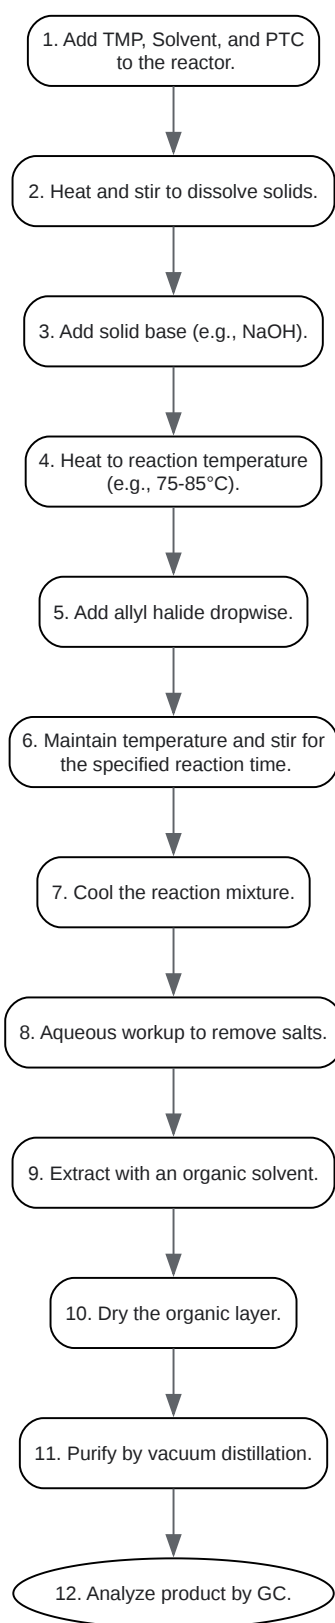 1. Add TMP, Solvent, and PTC
to the reactor.
2. Heat and stir to dissolve solids.
3. Add solid base (e.g., NaOH).
4. Heat to reaction temperature
(e.g., 75-85°C).
5. Add allyl halide dropwise.
6. Maintain temperature and stir for
the specified reaction time.
7. Cool the reaction mixture.
8. Aqueous workup to remove salts.
9. Extract with an organic solvent.
10. Dry the organic layer.
11. Purify by vacuum distillation.
12. Analyze product by GC.